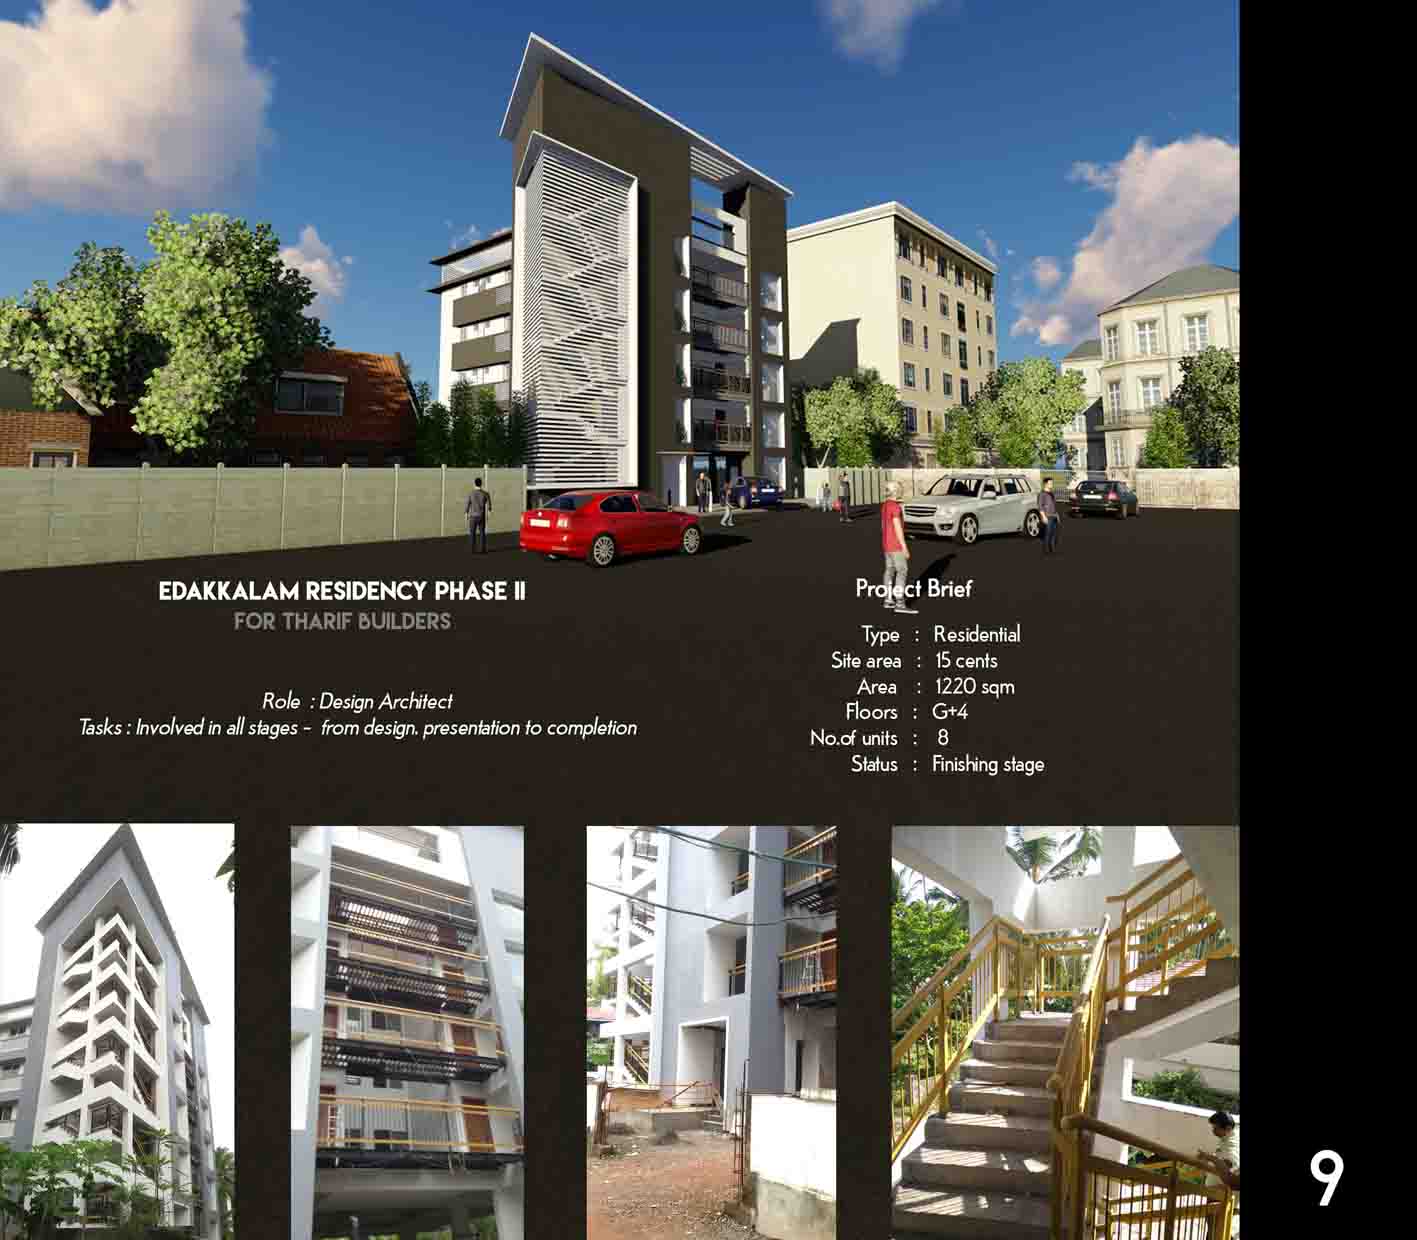 EDAKKALAM RESIDENCY PHASE II
FOR THARIF BUILDERS
Role : Design Architect
Tasks : Involved in all stages - from design. presentation to completion
Project Brief
Type : Residential
Site area : 15 cents
Area : 1220 sqm
Floors : G+4
No.of units : 8
Status : Finishing stage
9